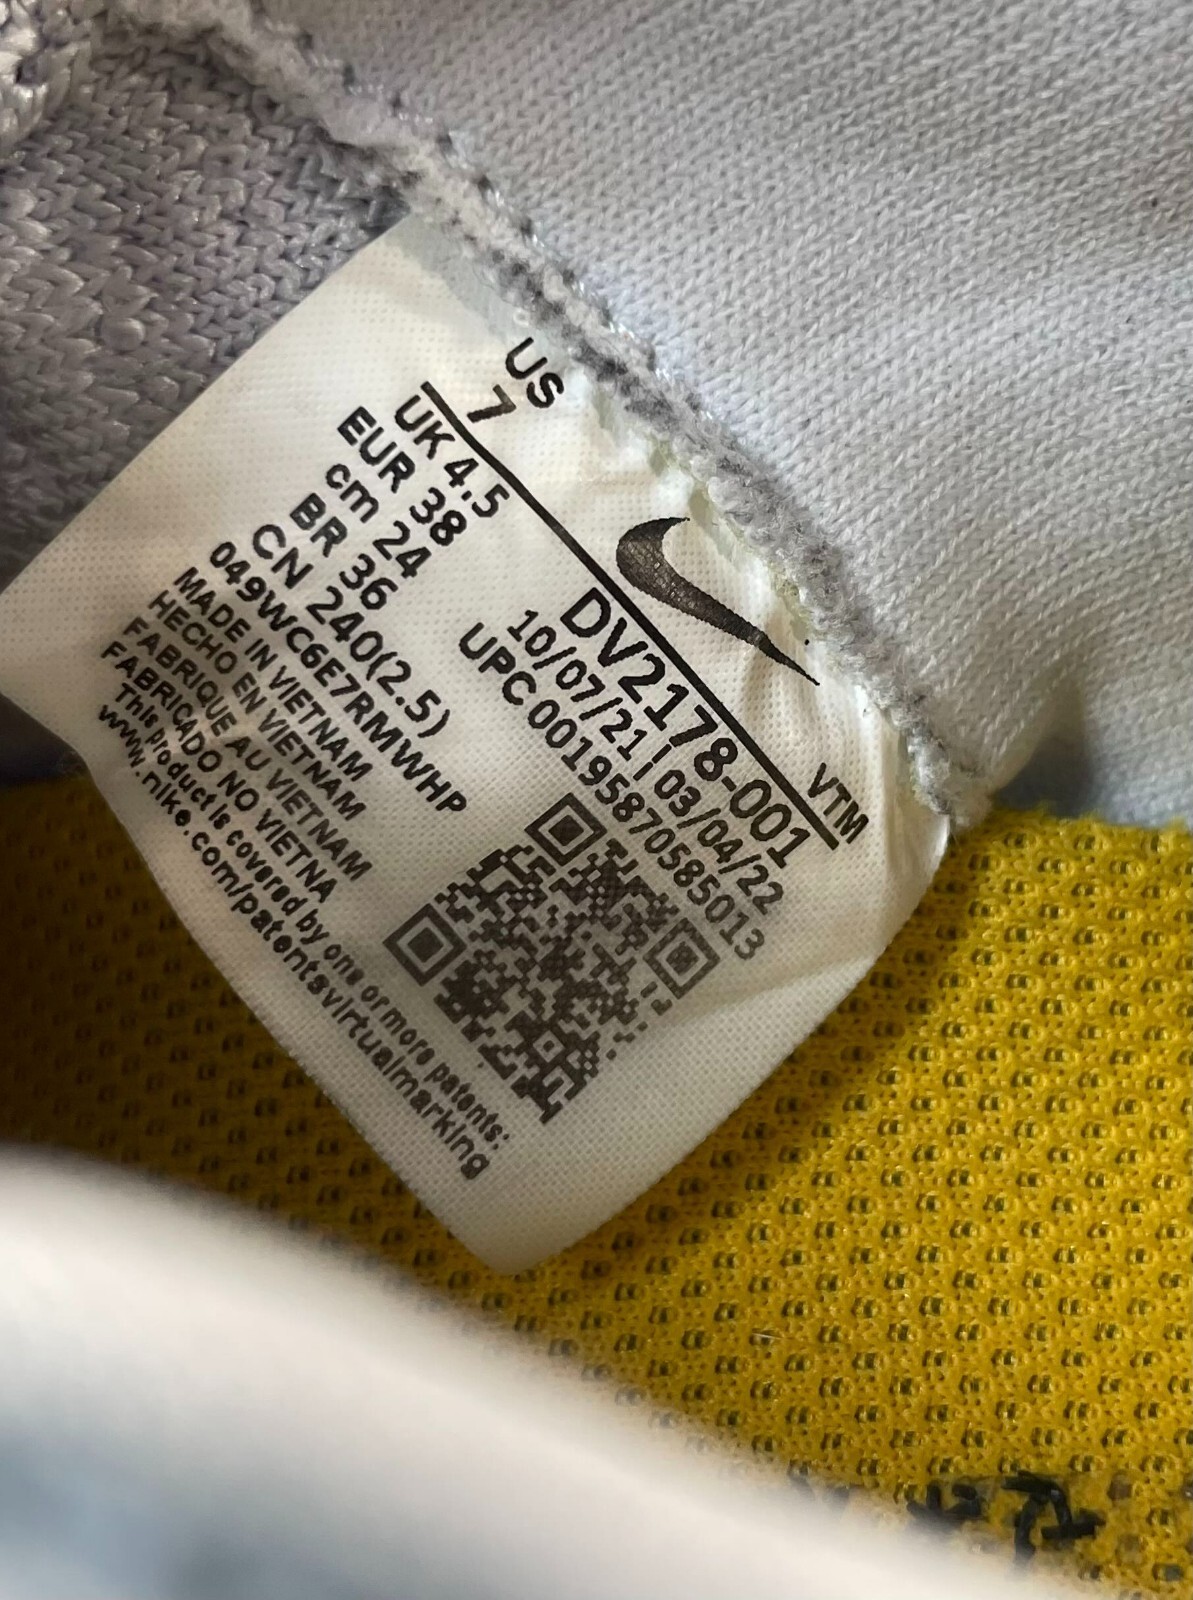 US
7
UK 4.5
EUR 38
cm 24
BR 36
CN 240(2.5)
049WC6E7RMWHP
MADE IN VIETNAM
HECHO EN VIETNAM
FABRIQUE AU VIETNAM
FABRICADO NO VIETNA
This product is covered by one or more patents:
www.nike.com/patentsvirtualmarking
VTM
DV2178-001
10/07/21 | 03/04/22
UPC 00195870585013